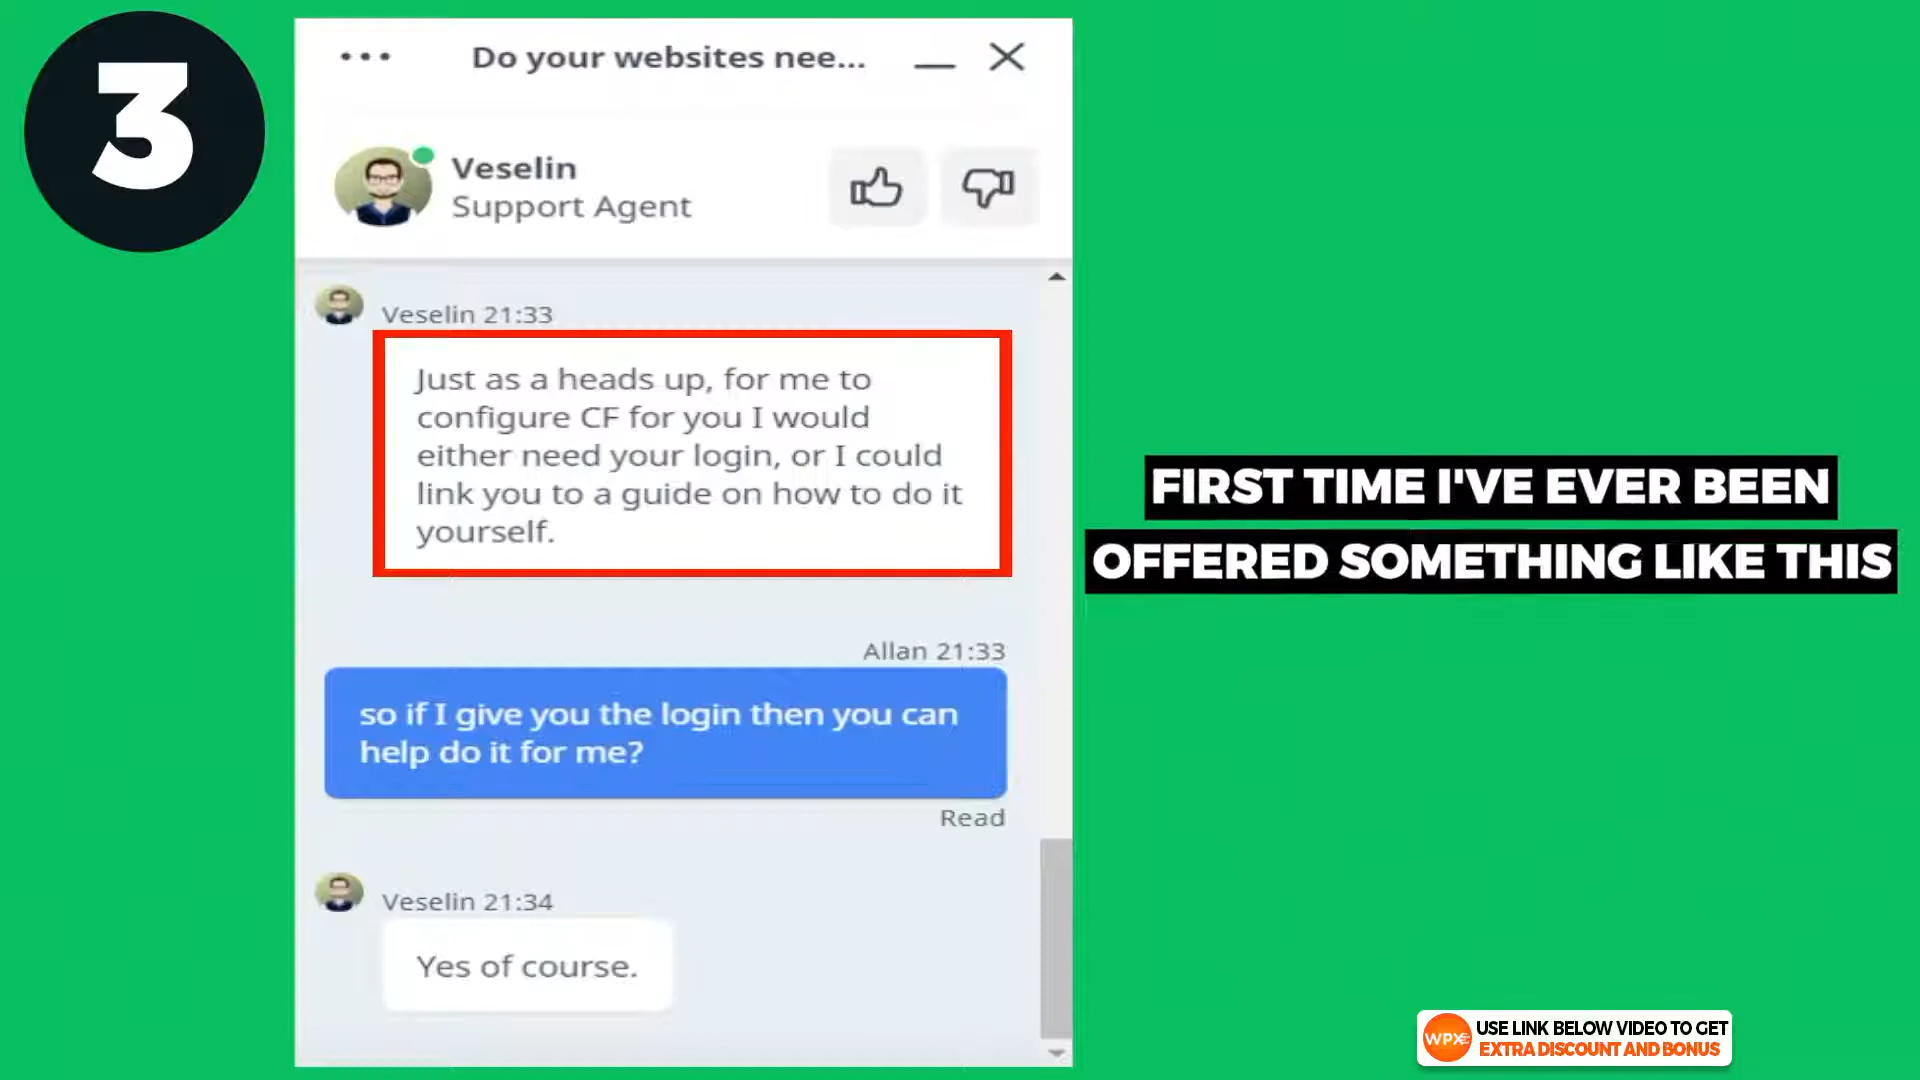 3
Do your websites nee...
Veselin
Support Agent
Veselin 21:33
Just as a heads up, for me to
configure CF for you I would
either need your login, or I could
link you to a guide on how to do it
yourself.
Allan 21:33
so if I give you the login then you can
help do it for me?
Read
Veselin 21:34
Yes of course.
FIRST TIME I'VE EVER BEEN
OFFERED SOMETHING LIKE THIS
WPX
USE LINK BELOW VIDEO TO GET
EXTRA DISCOUNT AND BONUS